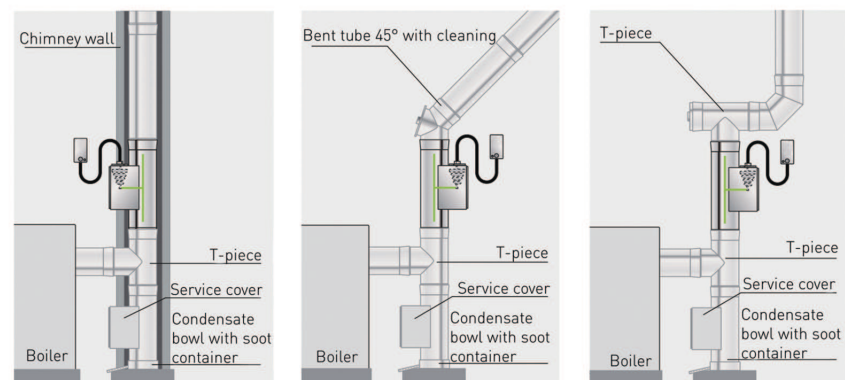 Chimney wall
T-piece
Service cover
Condensate
bowl with soot
container
Boiler
Bent tube 45º with cleaning
T-piece
Service cover
Condensate
bowl with soot
container
Boiler
T-piece
T-piece
Service cover
Condensate
bowl with soot
container
Boiler